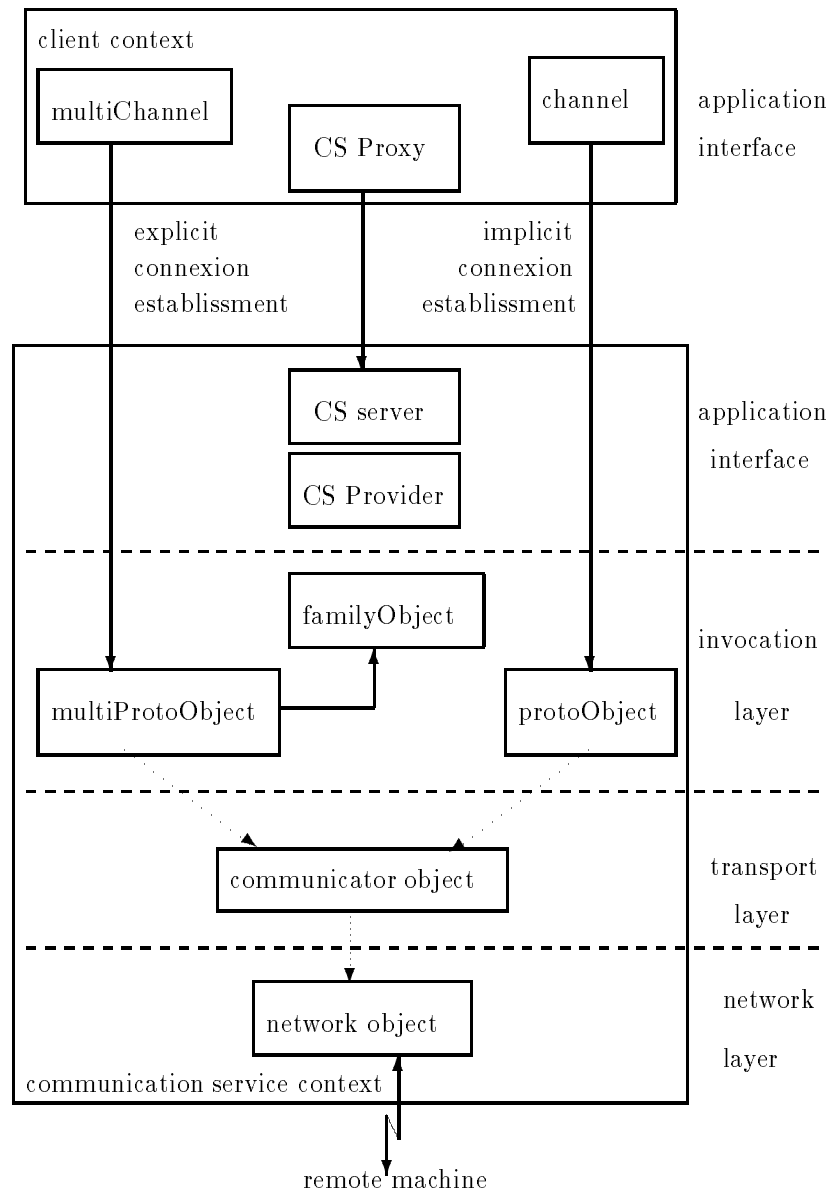 client context
multiChannel
CS Proxy
channel
application
interface
explicit
connexion
establissment
implicit
connexion
establissment
CS server
CS Provider
application
interface
familyObject
invocation
layer
multiProtoObject
protoObject
communicator object
transport
layer
network object
network
layer
communication service context
remote machine